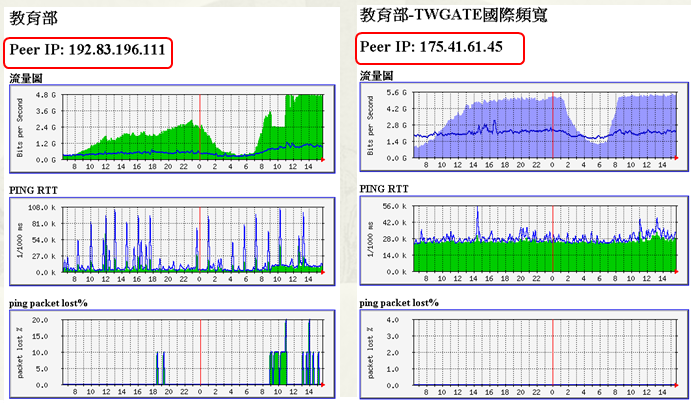 教育部
Peer IP: 192.83.196.111
流量圖
Bits per Second
4.8 G
3.6 G
2.4 G
1.2 G
0.0 G
8 10 12 14 16 18 20 22 0 2 4 6 8 10 12 14
PING RTT
1/1000 ms
108.0 k
81.0 k
54.0 k
27.0 k
0.0 k
8 10 12 14 16 18 20 22 0 2 4 6 8 10 12 14
ping packet lost%
packet lost %
20.0
15.0
10.0
5.0
0.0
8 10 12 14 16 18 20 22 0 2 4 6 8 10 12 14
教育部-TWGATE國際頻寬
Peer IP: 175.41.61.45
流量圖
Bits per Second
5.6 G
4.2 G
2.8 G
1.4 G
0.0 G
8 10 12 14 16 18 20 22 0 2 4 6 8 10 12 14
PING RTT
1/1000 ms
56.0 k
42.0 k
28.0 k
14.0 k
0.0 k
8 10 12 14 16 18 20 22 0 2 4 6 8 10 12 14
ping packet lost%
packet lost %
4.0
3.0
2.0
1.0
0.0
8 10 12 14 16 18 20 22 0 2 4 6 8 10 12 14